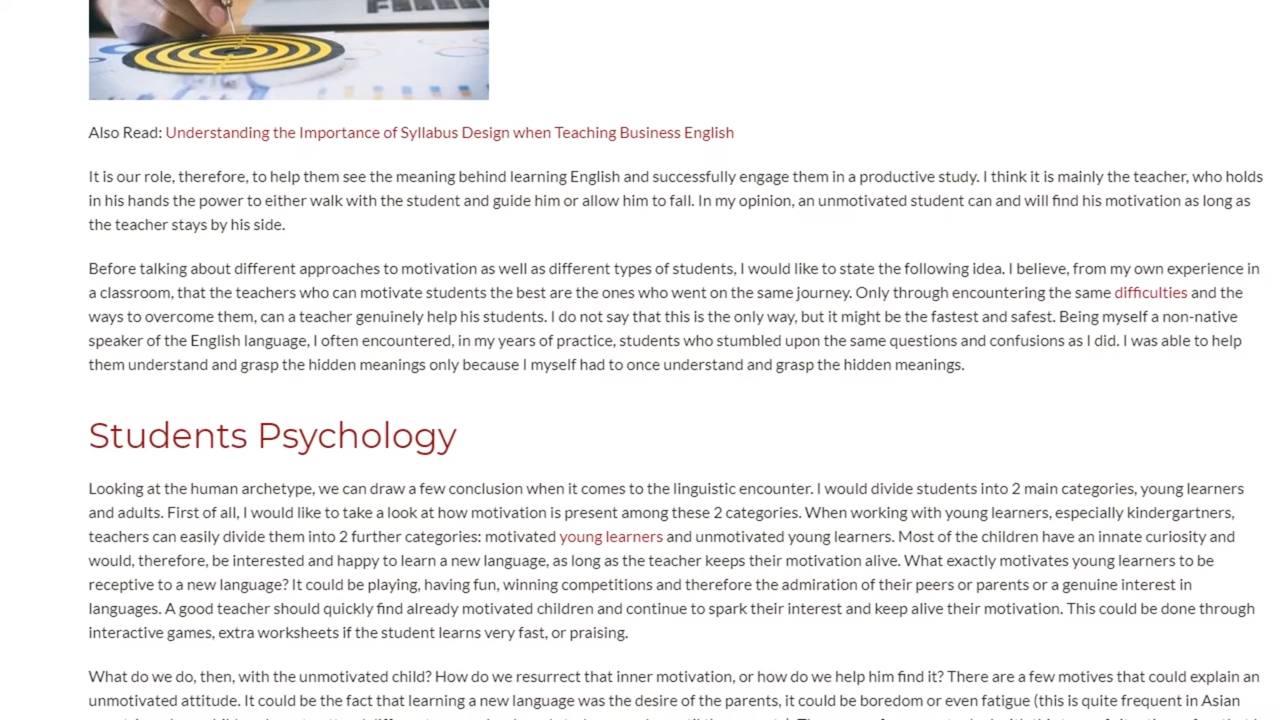 Also Read: Understanding the Importance of Syllabus Design when Teaching Business English
It is our role, therefore, to help them see the meaning behind learning English and successfully engage them in a productive study. I think it is mainly the teacher, who holds
in his hands the power to either walk with the student and guide him or allow him to fall. In my opinion, an unmotivated student can and will find his motivation as long as
the teacher stays by his side.
Before talking about different approaches to motivation as well as different types of students, I would like to state the following idea. I believe, from my own experience in
a classroom, that the teachers who can motivate students the best are the ones who went on the same journey. Only through encountering the same difficulties and the
ways to overcome them, can a teacher genuinely help his students. I do not say that this is the only way, but it might be the fastest and safest. Being myself a non-native
speaker of the English language, I often encountered, in my years of practice, students who stumbled upon the same questions and confusions as I did. I was able to help
them understand and grasp the hidden meanings only because I myself had to once understand and grasp the hidden meanings.
Students Psychology
Looking at the human archetype, we can draw a few conclusion when it comes to the linguistic encounter. I would divide students into 2 main categories, young learners
and adults. First of all, I would like to take a look at how motivation is present among these 2 categories. When working with young learners, especially kindergartners,
teachers can easily divide them into 2 further categories: motivated young learners and unmotivated young learners. Most of the children have an innate curiosity and
would, therefore, be interested and happy to learn a new language, as long as the teacher keeps their motivation alive. What exactly motivates young learners to be
receptive to a new language? It could be playing, having fun, winning competitions and therefore the admiration of their peers or parents or a genuine interest in
languages. A good teacher should quickly find already motivated children and continue to spark their interest and keep alive their motivation. This could be done through
interactive games, extra worksheets if the student learns very fast, or praising.
What do we do, then, with the unmotivated child? How do we resurrect that inner motivation, or how do we help him find it? There are a few motives that could explain an
unmotivated attitude. It could be the fact that learning a new language was the desire of the parents, it could be boredom or even fatigue (this is quite frequent in Asian